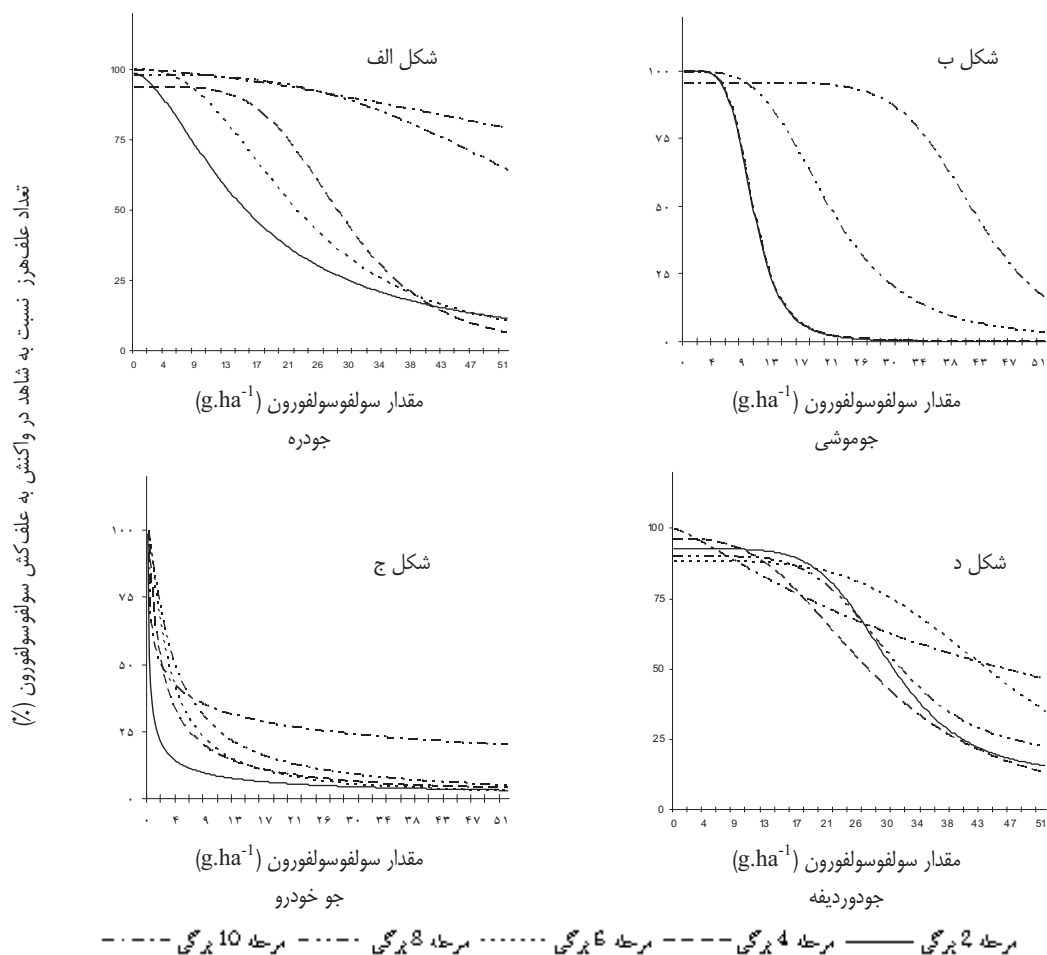 شکل الف
100
75
50
25
0
0 4 9 13 17 21 26 30 34 38 43 47 51
مقدار سولفوسولفورون (g.ha-1)
جودره
شکل ب
۱۰۰
۷۵
۵۰
۲۵
۰
۰ ۴ ۹ ۱۳ ۱۷ ۲۱ ۲۶ ۳۰ ۳۴ ۳۸ ۴۳ ۴۷ ۵۱
مقدار سولفوسولفورون (g.ha-1)
جوموشی
تعداد علف‌هرز نسبت به شاهد در واکنش به علف‌کش سولفوسولفورون (%)
شکل ج
۱۰۰
۷۵
۵۰
۲۵
۰
۰ ۴ ۹ ۱۳ ۱۷ ۲۱ ۲۶ ۳۰ ۳۴ ۳۸ ۴۳ ۴۷ ۵۱
مقدار سولفوسولفورون (g.ha-1)
جو خودرو
شکل د
100
75
50
25
0
0 4 9 13 17 21 26 30 34 38 43 47 51
مقدار سولفوسولفورون (g.ha-1)
جودوردیفه
مرحله 2 برگی مرحله 4 برگی مرحله 6 برگی مرحله 8 برگی مرحله 10 برگی